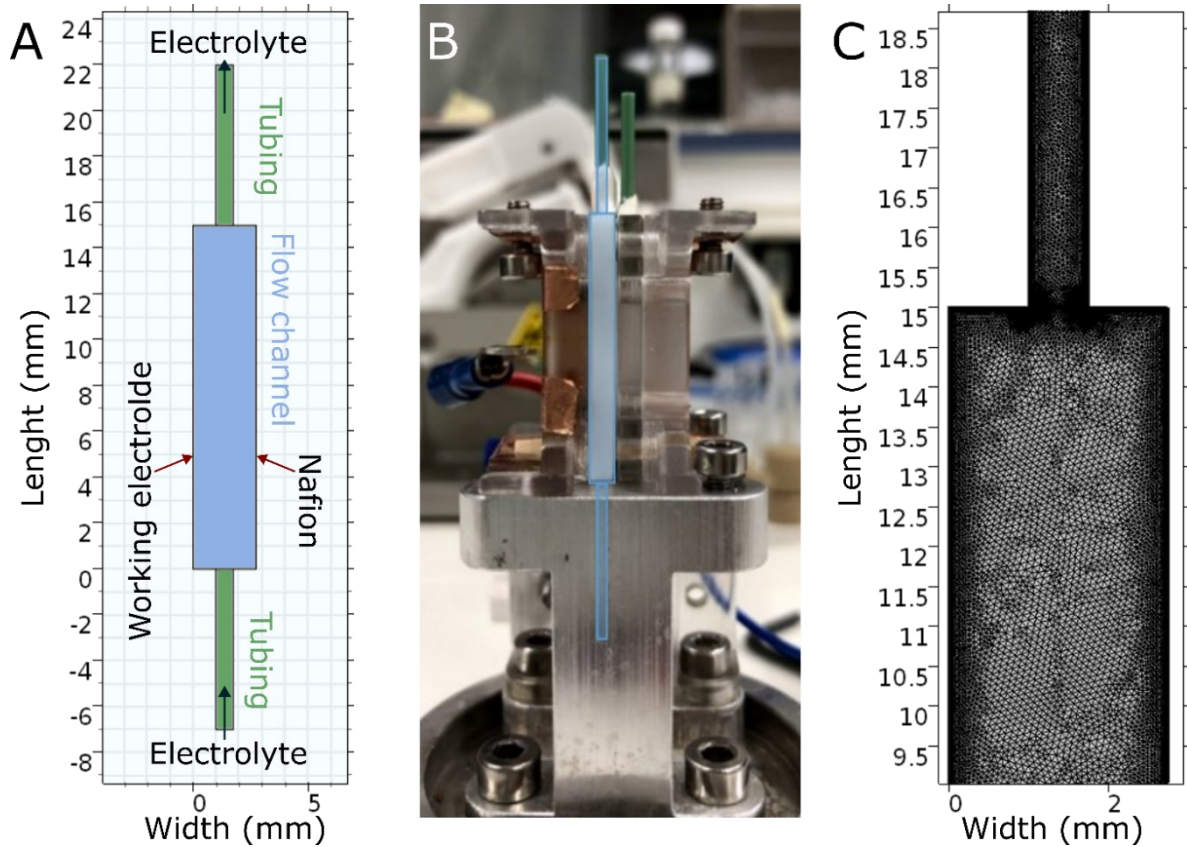 A
24
22
20
18
16
14
12
10
8
6
4
2
0
-2
-4
-6
-8
Lenght (mm)
Electrolyte
Tubing
Flow channel
Working electrolde
Nafion
Tubing
Electrolyte
0
5
Width (mm)
B
C
18.5
18
17.5
17
16.5
16
15.5
15
14.5
14
13.5
13
12.5
12
11.5
11
10.5
10
9.5
Lenght (mm)
0
2
Width (mm)